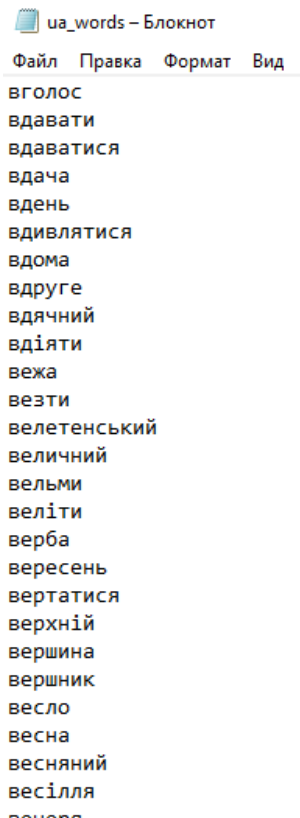 ua_words – Блокнот
Файл Правка Формат Вид
вголос
вдавати
вдаватися
вдача
вдень
вдивлятися
вдома
вдруге
вдячний
вдіяти
вежа
везти
велетенський
величний
вельми
веліти
верба
вересень
вертатися
верхній
вершина
вершник
весло
весна
весняний
весілля